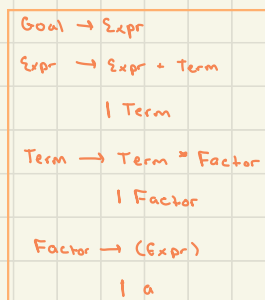 Goal → Expr
Expr → Expr + Term
| Term
Term → Term * Factor
| Factor
Factor → (Expr)
| a